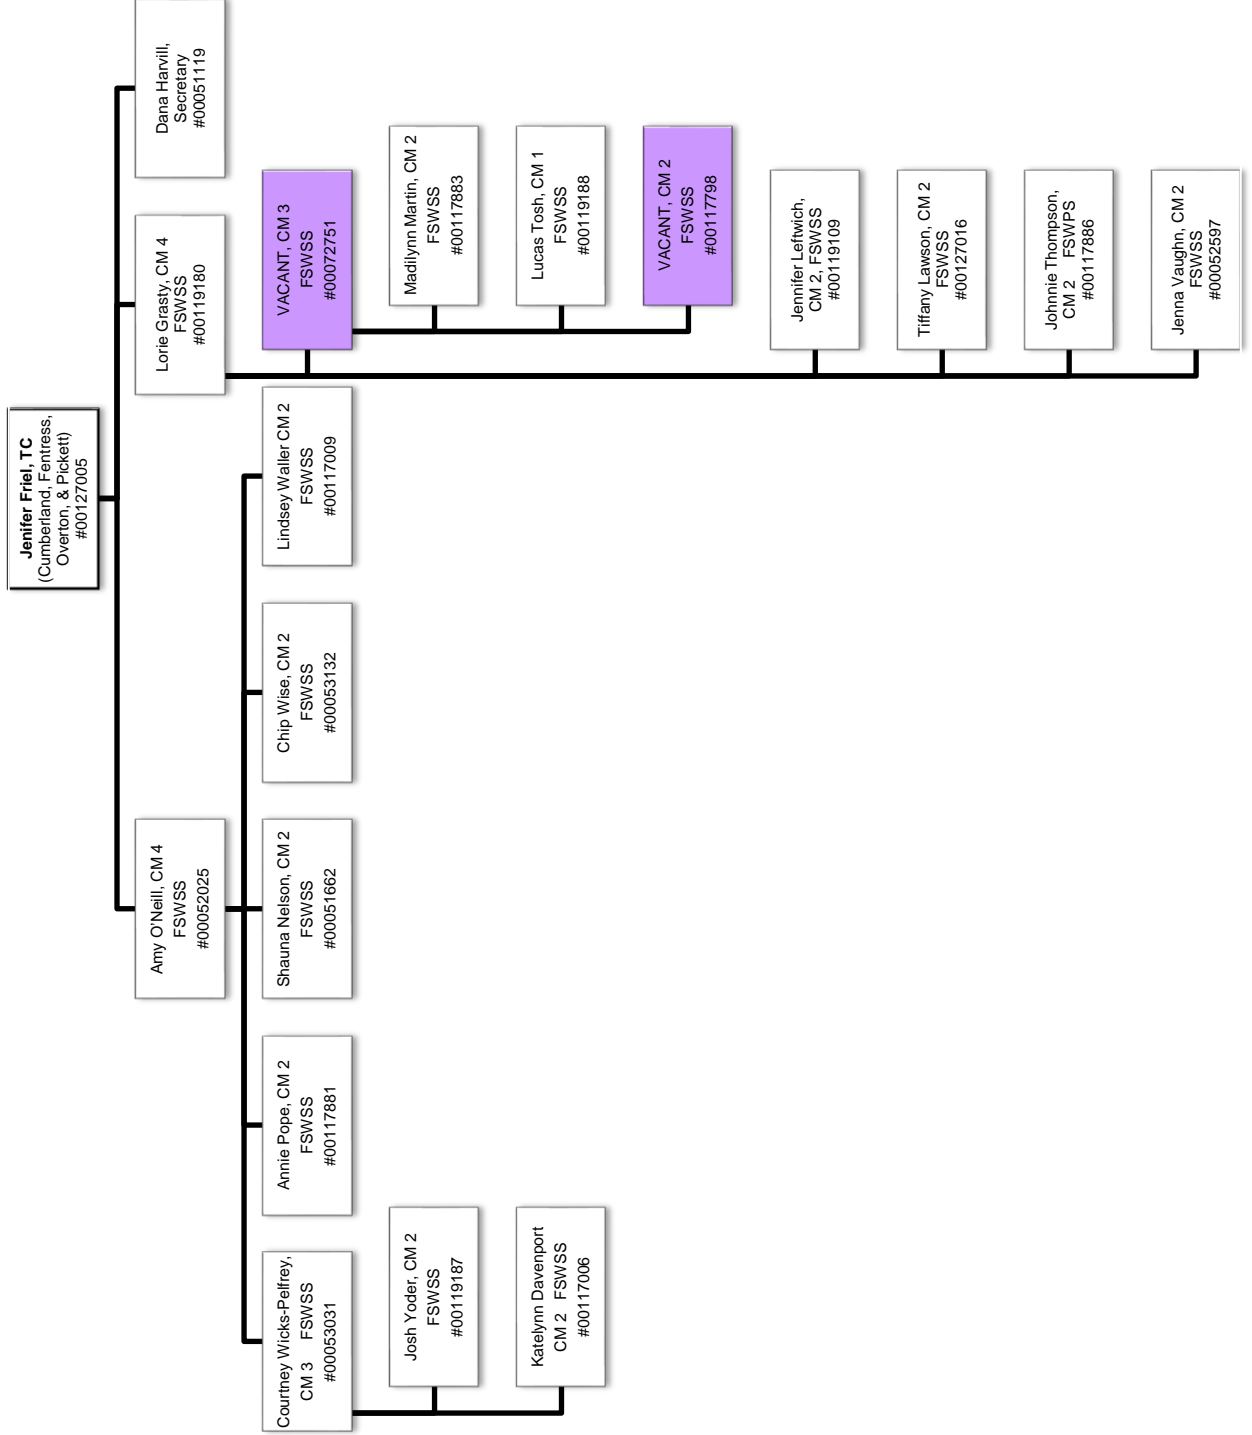 Jenifer Friel, TC
(Cumberland, Fentress,
Overton, & Pickett)
#00127005
Amy O'Neill, CM 4
FSWSS
#00052025
Lorie Grasty, CM 4
FSWSS
#00119180
Dana Harvill,
Secretary
#00051119
Courtney Wicks-Pelfrey,
CM 3 FSWSS
#00053031
Annie Pope, CM 2
FSWSS
#00117881
Shauna Nelson, CM 2
FSWSS
#00051662
Chip Wise, CM 2
FSWSS
#00053132
Lindsey Waller CM 2
FSWSS
#00117009
VACANT, CM 3
FSWSS
#00072751
Josh Yoder, CM 2
FSWSS
#00119187
Madilynn Martin, CM 2
FSWSS
#00117883
Katelynn Davenport
CM 2 FSWSS
#00117006
Lucas Tosh, CM 1
FSWSS
#00119188
VACANT, CM 2
FSWSS
#00117798
Jennifer Leftwich,
CM 2, FSWSS
#00119109
Tiffany Lawson, CM 2
FSWSS
#00127016
Johnnie Thompson,
CM 2 FSWPS
#00117886
Jenna Vaughn, CM 2
FSWSS
#00052597